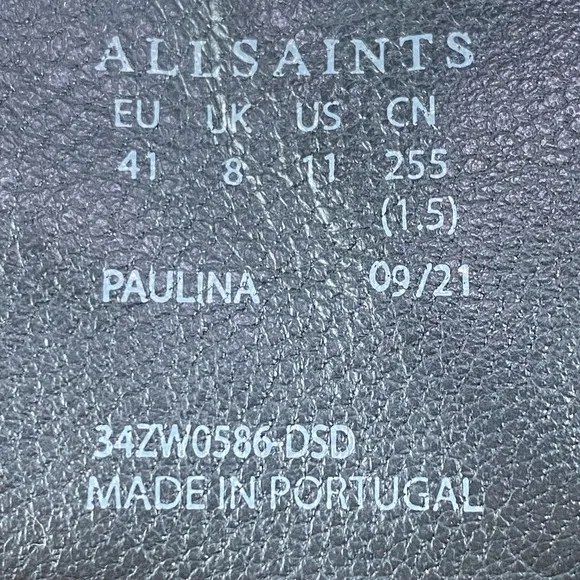 ALLSAINTS
EU UK US CN
41 8 11 255
(1.5)
PAULINA 09/21
34ZW0586-DSD
MADE IN PORTUGAL